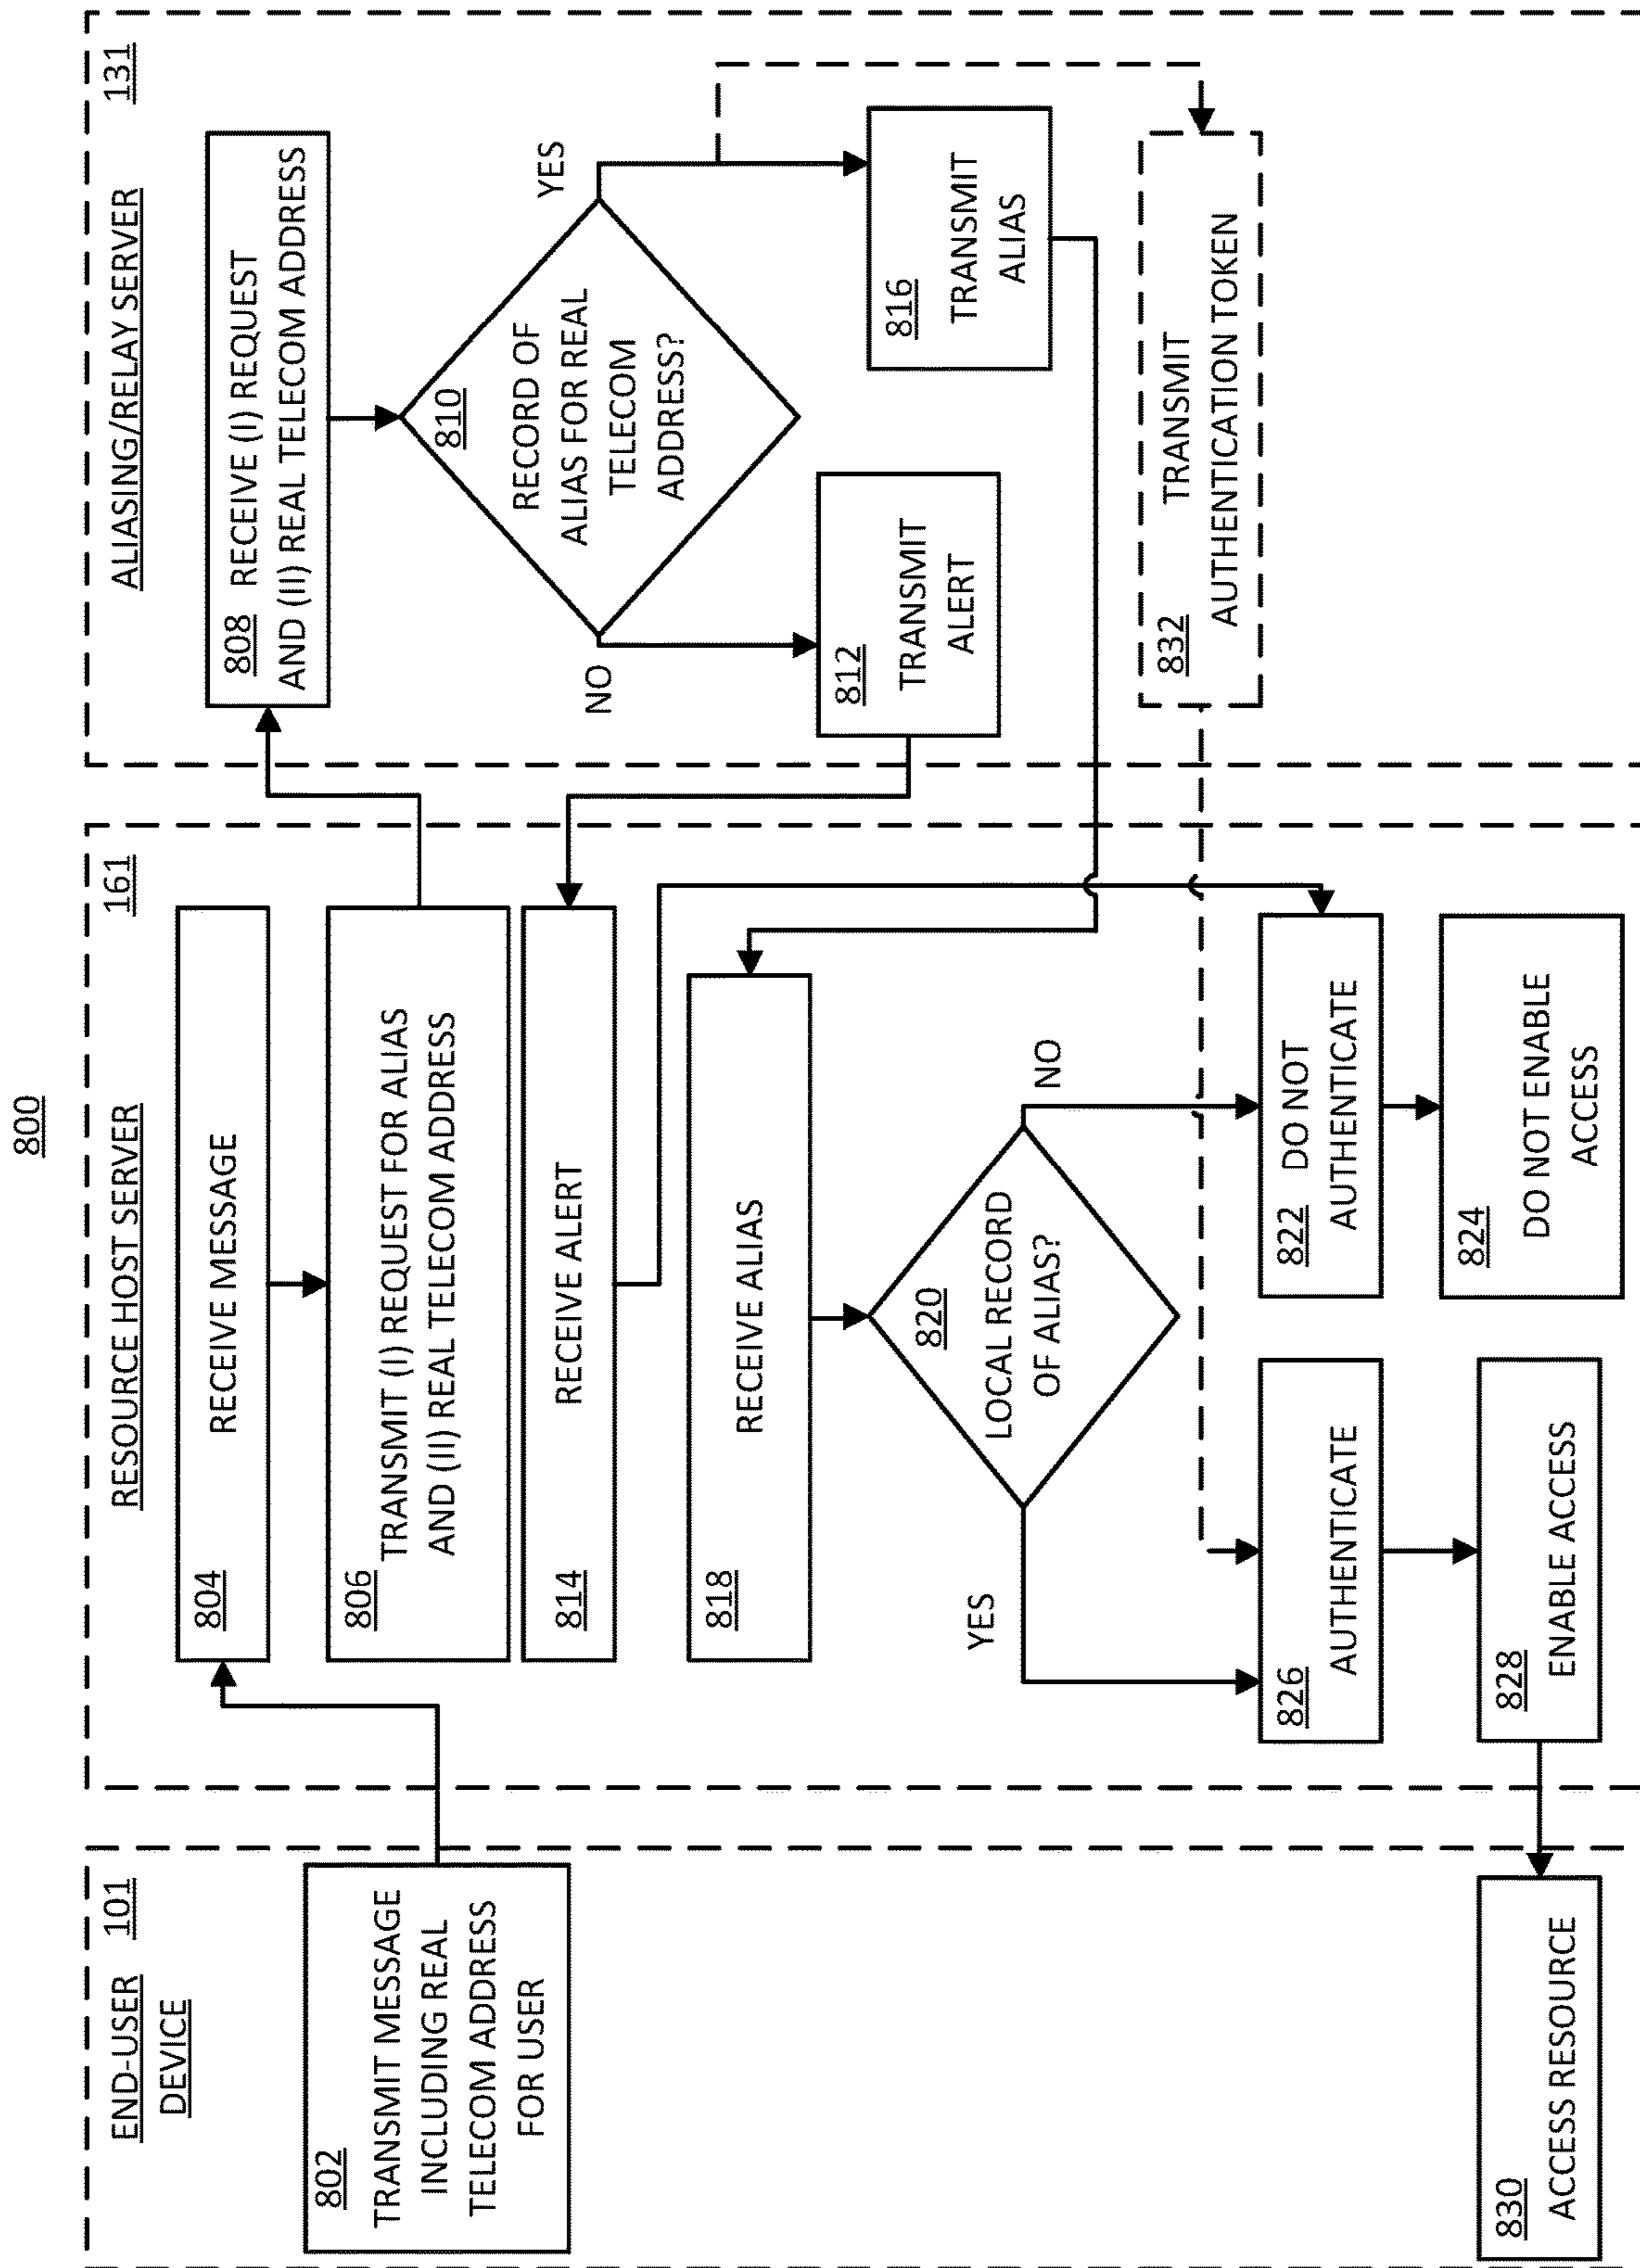 800
END-USER 101
DEVICE
802
TRANSMIT MESSAGE
INCLUDING REAL
TELECOM ADDRESS
FOR USER
830
ACCESS RESOURCE
RESOURCE HOST SERVER 161
804 RECEIVE MESSAGE
806
TRANSMIT (I) REQUEST FOR ALIAS
AND (II) REAL TELECOM ADDRESS
814 RECEIVE ALERT
818
RECEIVE ALIAS
820
LOCAL RECORD
OF ALIAS?
YES
NO
826
AUTHENTICATE
822 DO NOT
AUTHENTICATE
828
ENABLE ACCESS
824
DO NOT ENABLE
ACCESS
ALIASING/RELAY SERVER 131
808 RECEIVE (I) REQUEST
AND (II) REAL TELECOM ADDRESS
810
RECORD OF
ALIAS FOR REAL
TELECOM
ADDRESS?
NO
YES
812
TRANSMIT
ALERT
816
TRANSMIT
ALIAS
832
TRANSMIT
AUTHENTICATION TOKEN